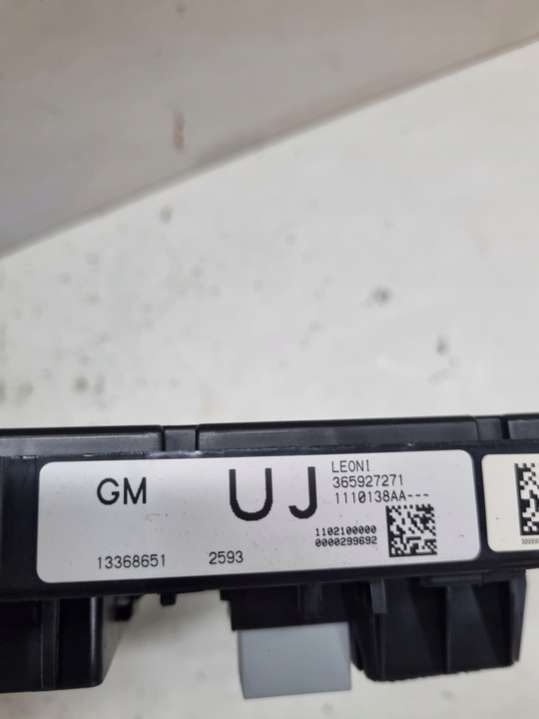 GM
UJ
LEONI
365927271
1110138AA---
1102100000
0000299692
13368651
2593